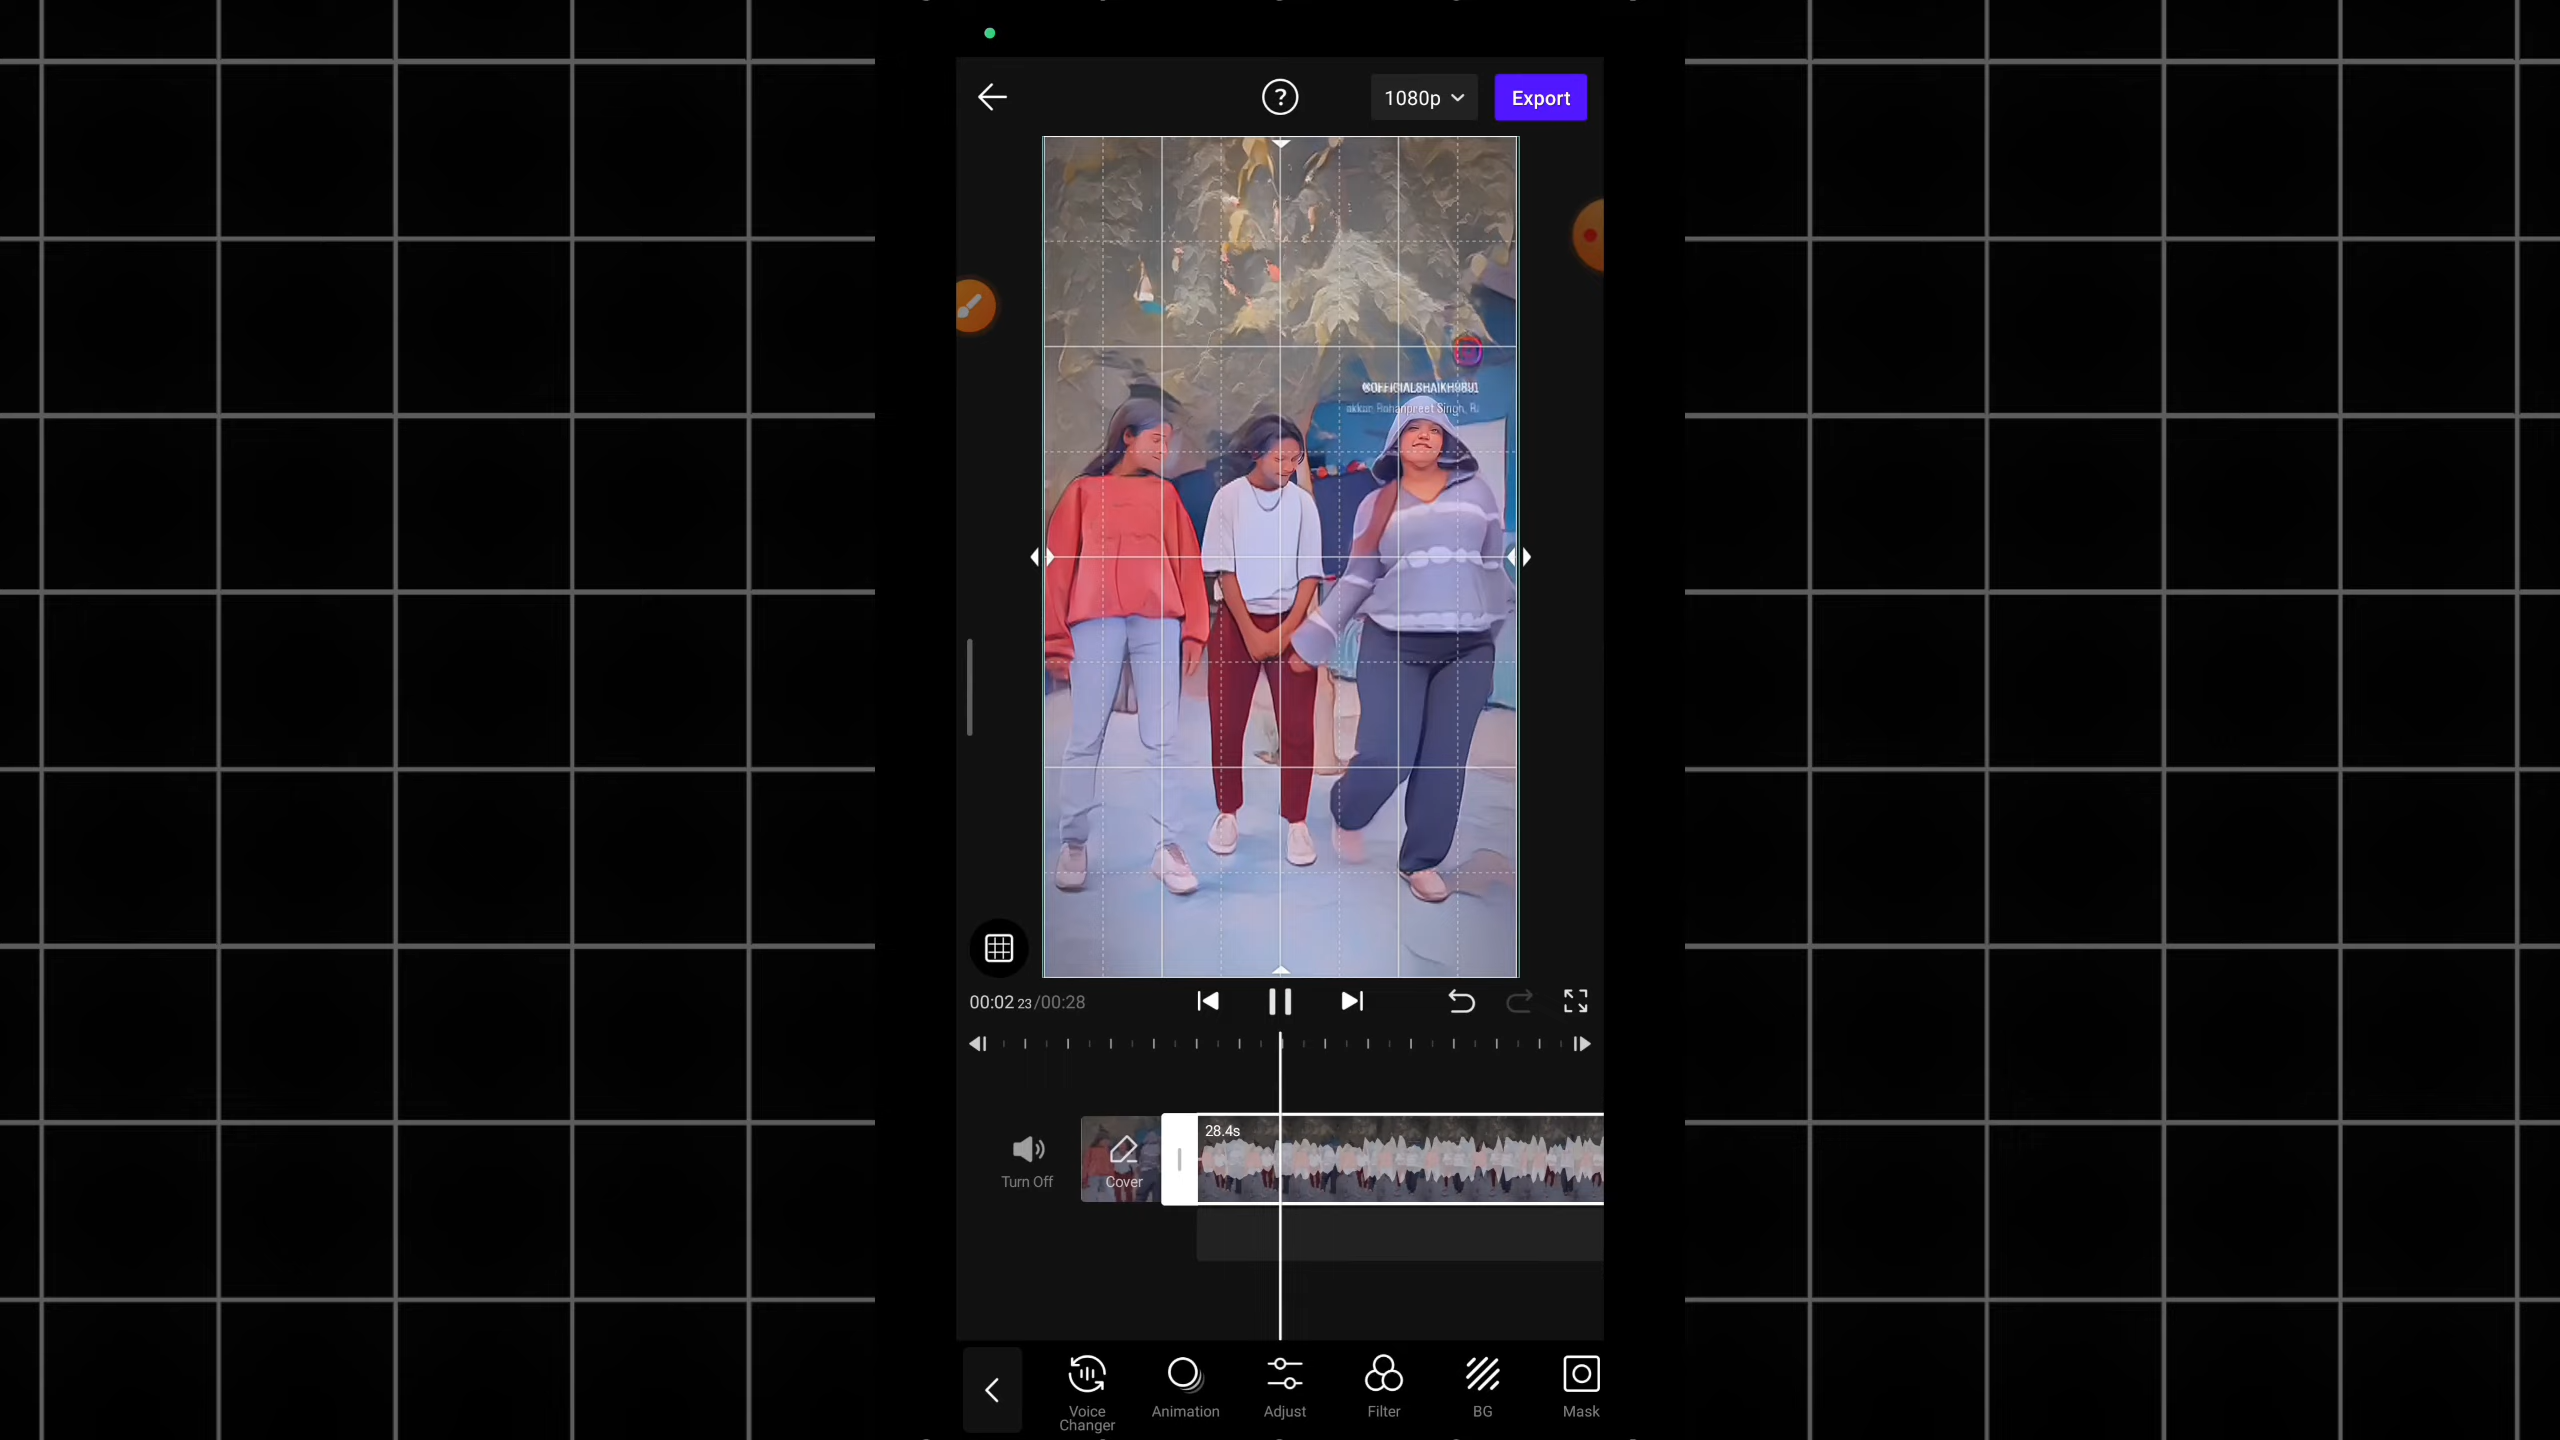 ?
1080p
Export
00:02 23/00:28
28.4s
Turn Off
Cover
Voice
Changer
Animation
Adjust
Filter
BG
Mask